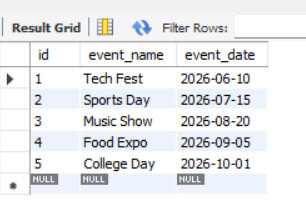 Result Grid Filter Rows:
id event_name event_date
1 Tech Fest 2026-06-10
2 Sports Day 2026-07-15
3 Music Show 2026-08-20
4 Food Expo 2026-09-05
5 College Day 2026-10-01
NULL NULL NULL